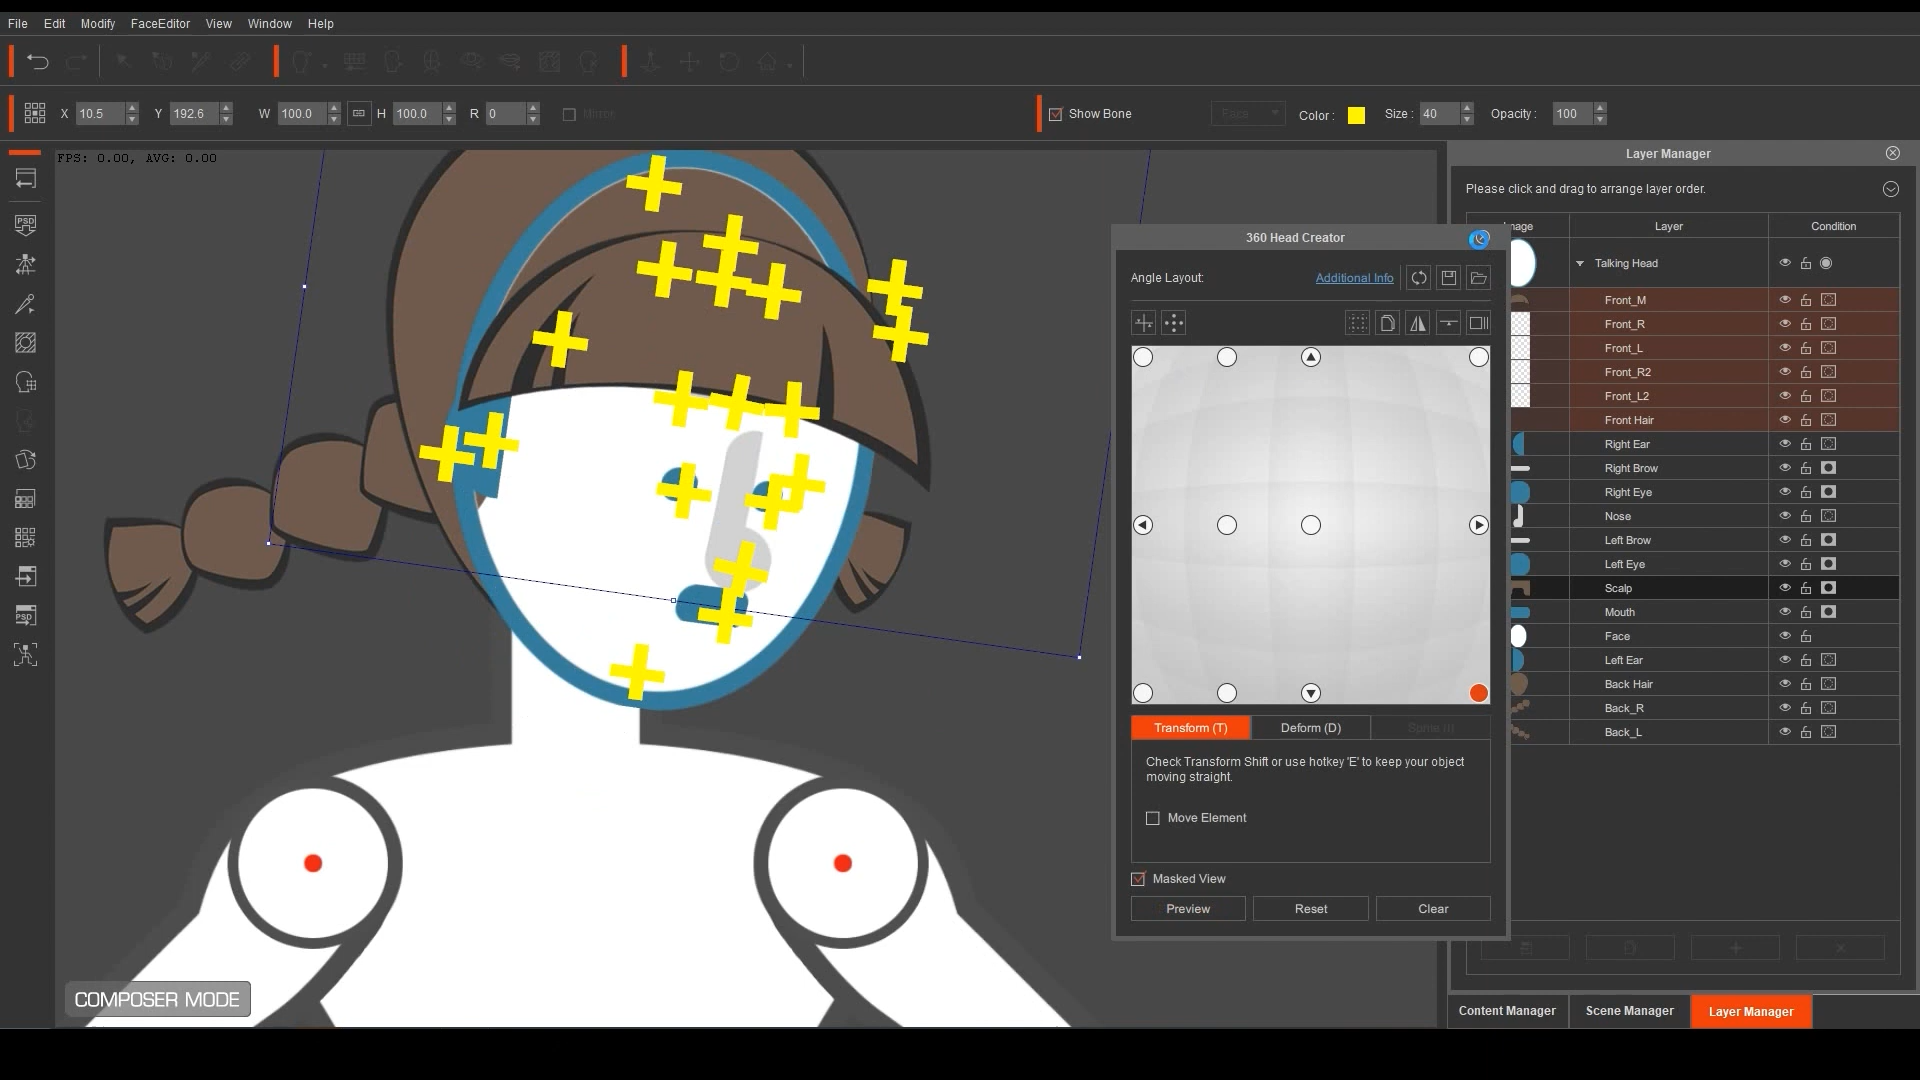 File Edit Modify FaceEditor View Window Help
X 10.5 Y 192.6 W 100.0 H 100.0 R 0 Mirror Show Bone Color : Size : 40 Opacity : 100
FPS: 0.00, AVG: 0.00
COMPOSER MODE
360 Head Creator
Angle Layout: Additional Info
Transform (T) Deform (D)
Check Transform Shift or use hotkey 'E' to keep your object
moving straight.
Move Element
Masked View
Preview Reset Clear
Layer Manager
Please click and drag to arrange layer order.
Layer Condition
Talking Head
Front_M
Front_R
Front_L
Front_R2
Front_L2
Front Hair
Right Ear
Right Brow
Right Eye
Nose
Left Brow
Left Eye
Scalp
Mouth
Face
Left Ear
Back Hair
Back_R
Back_L
Content Manager Scene Manager Layer Manager